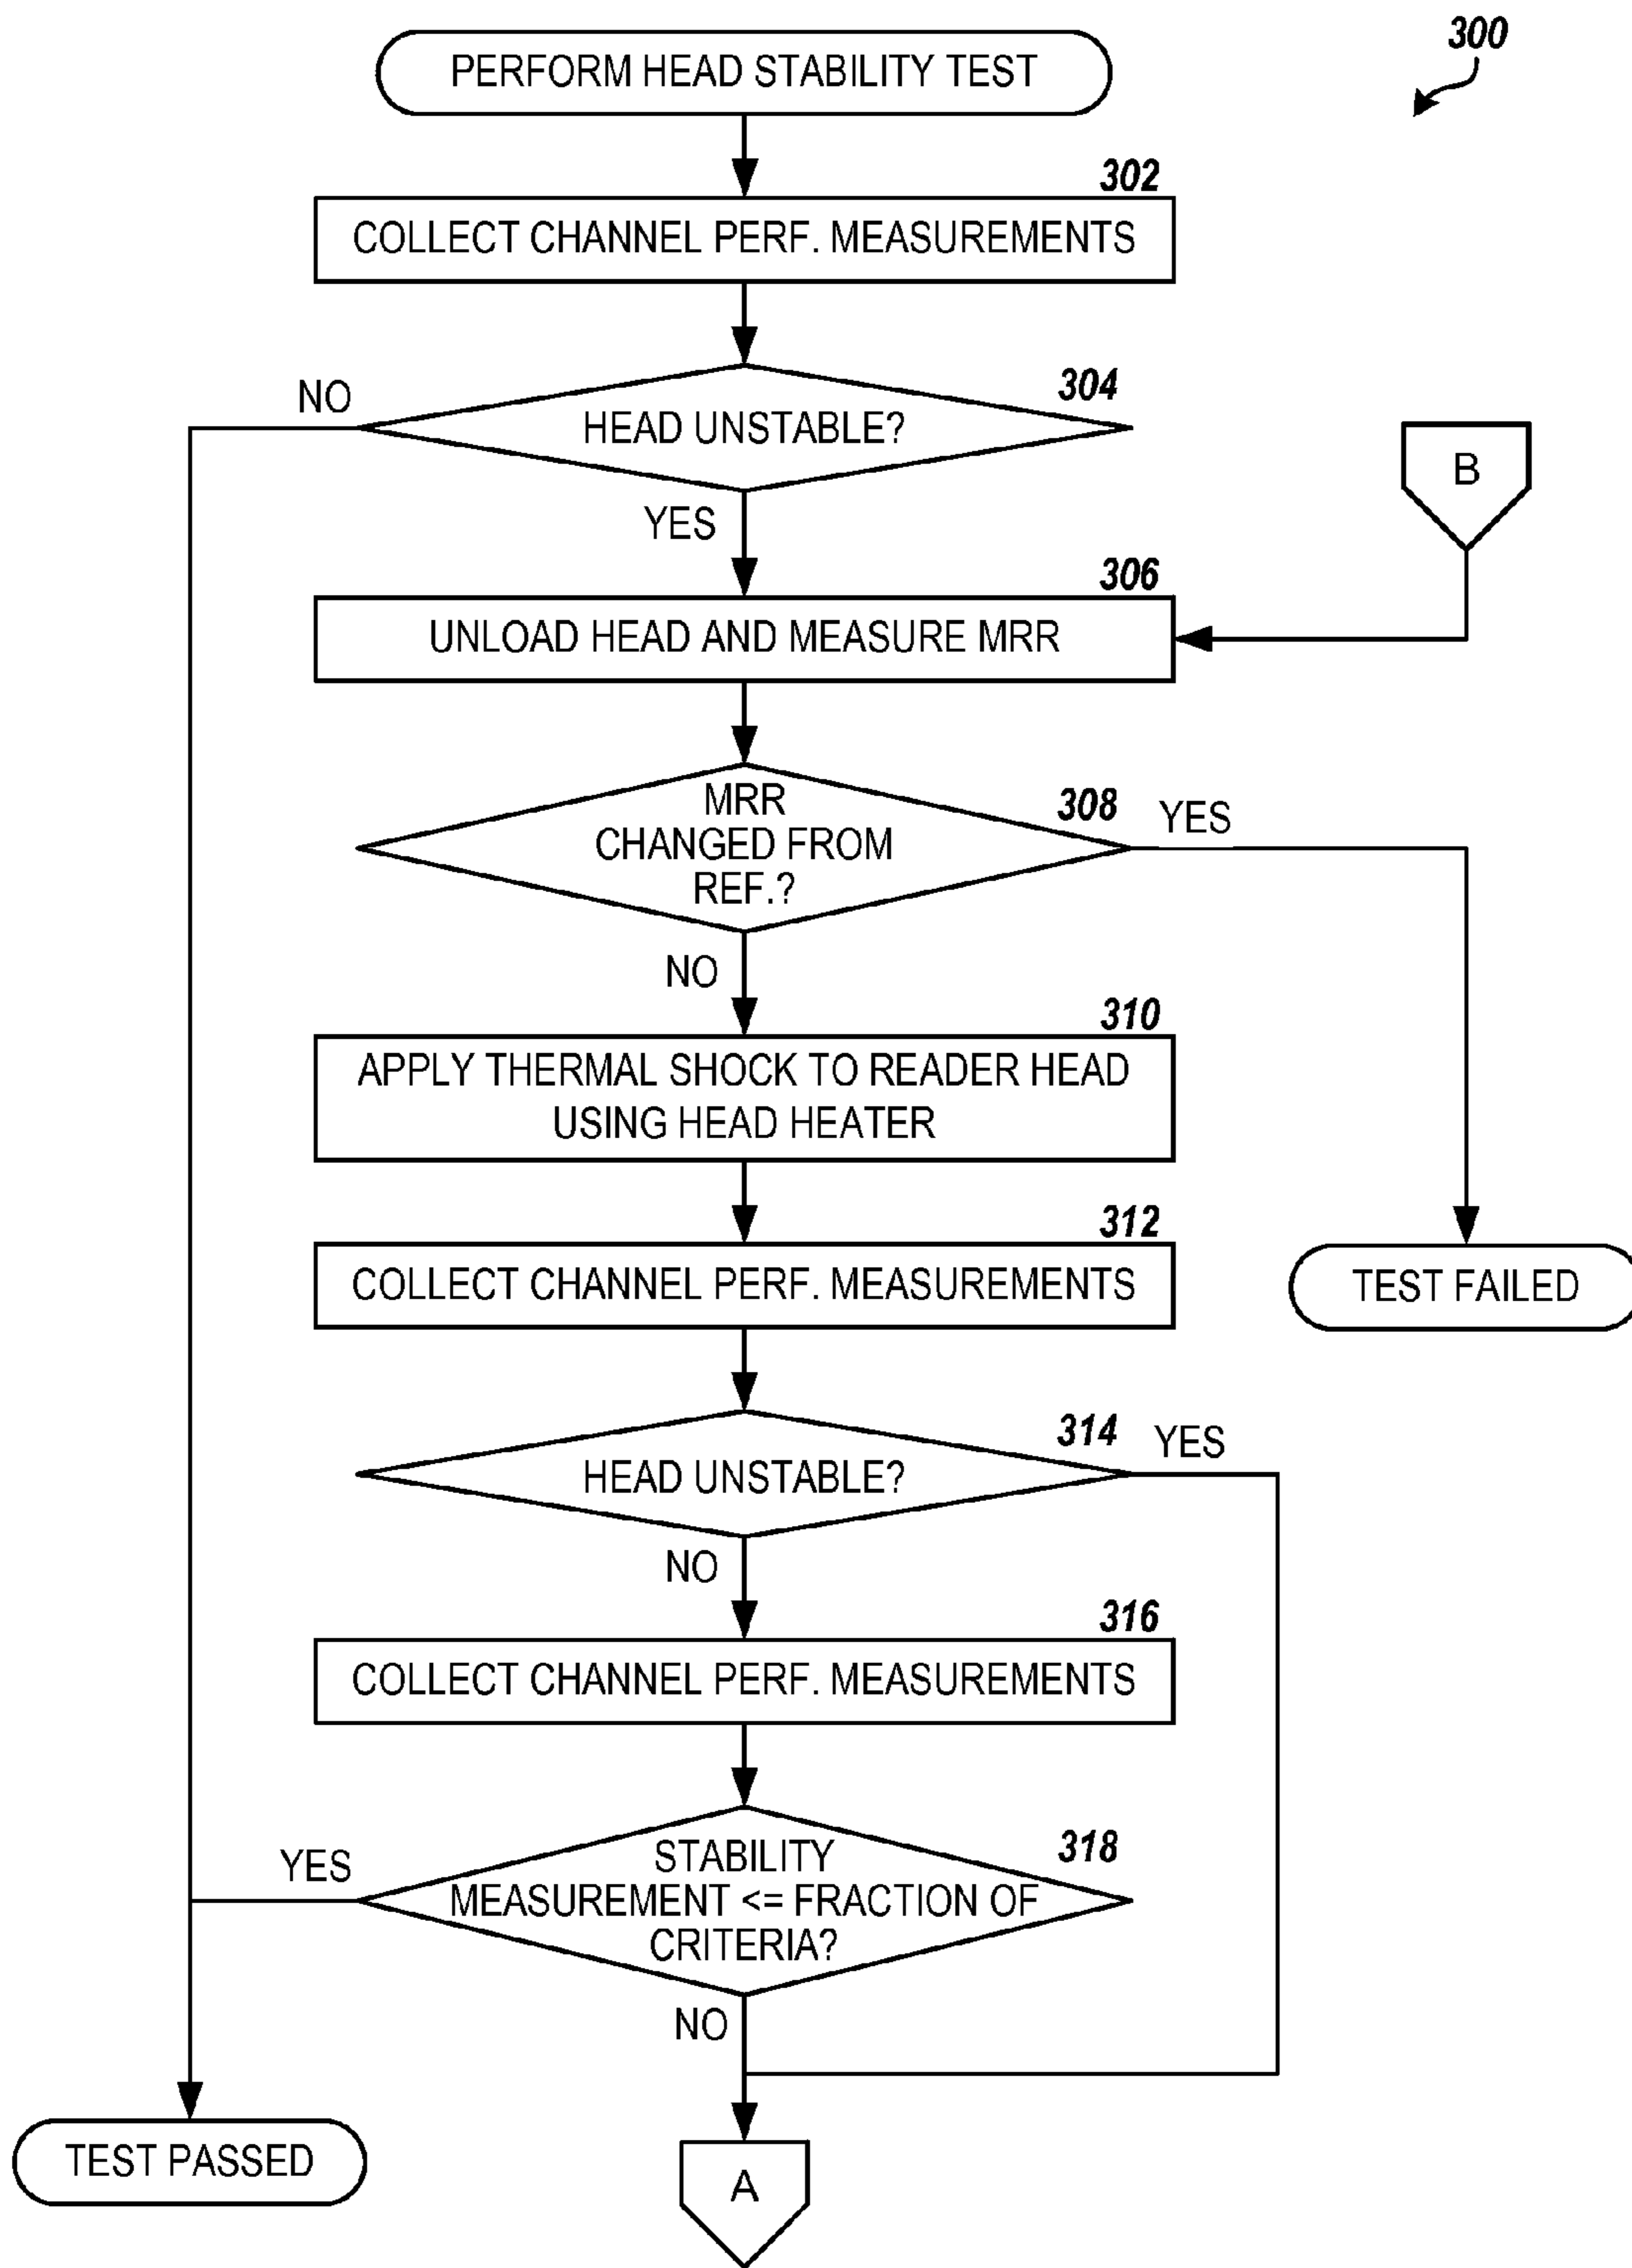 300
PERFORM HEAD STABILITY TEST
302
COLLECT CHANNEL PERF. MEASUREMENTS
304
NO
HEAD UNSTABLE?
B
YES
306
UNLOAD HEAD AND MEASURE MRR
308
YES
MRR
CHANGED FROM
REF.?
NO
310
APPLY THERMAL SHOCK TO READER HEAD
USING HEAD HEATER
312
COLLECT CHANNEL PERF. MEASUREMENTS
TEST FAILED
314
YES
HEAD UNSTABLE?
NO
316
COLLECT CHANNEL PERF. MEASUREMENTS
318
YES
STABILITY
MEASUREMENT <= FRACTION OF
CRITERIA?
NO
TEST PASSED
A